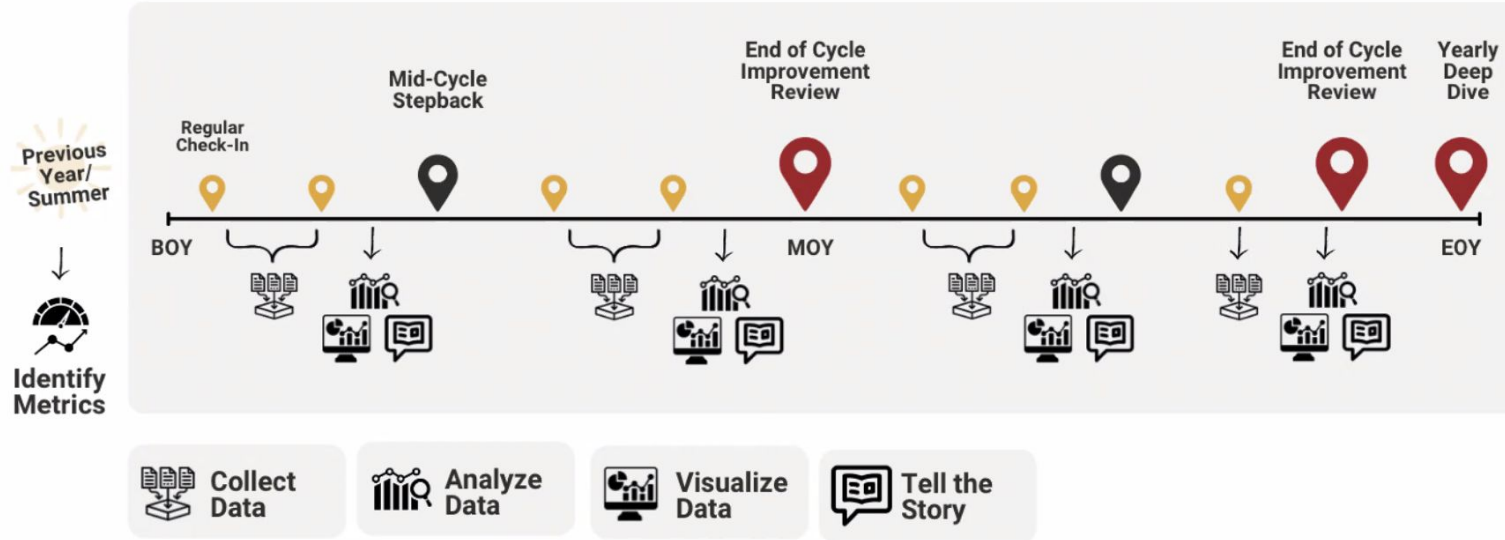 Previous
Year/
Summer
Identify
Metrics
Regular
Check-In
Mid-Cycle
Stepback
End of Cycle
Improvement
Review
End of Cycle
Improvement
Review
Yearly
Deep
Dive
BOY
MOY
EOY
Collect
Data
Analyze
Data
Visualize
Data
Tell the
Story